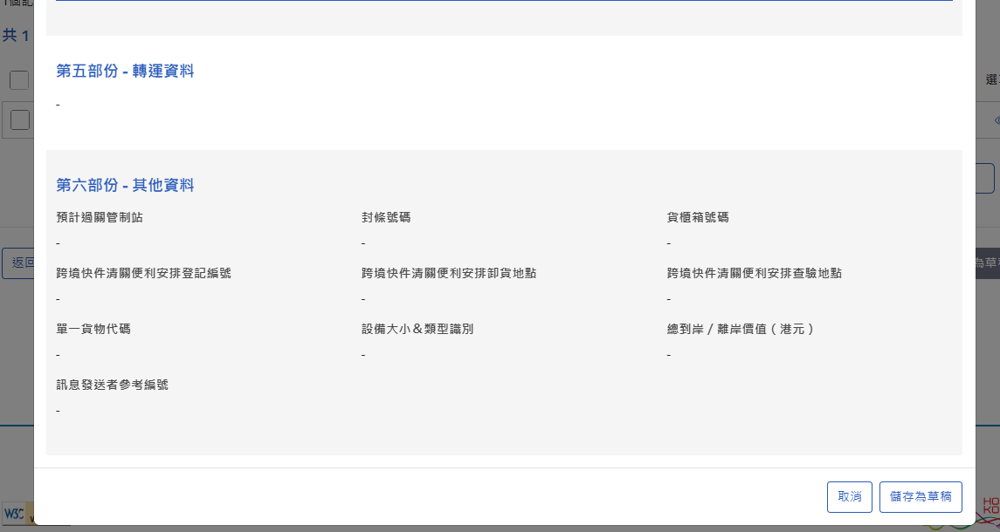 共 1
第五部份 - 轉運資料
-
選
第六部份 - 其他資料
預計過關管制站 封條號碼 貨櫃箱號碼
- - -
返回
為草
跨境快件清關便利安排登記編號 跨境快件清關便利安排卸貨地點 跨境快件清關便利安排查驗地點
- - -
單一貨物代碼 設備大小＆類型識別 總到岸 / 離岸價值 ( 港元 )
- - -
訊息發送者參考編號
-
取消 儲存為草稿
W3C